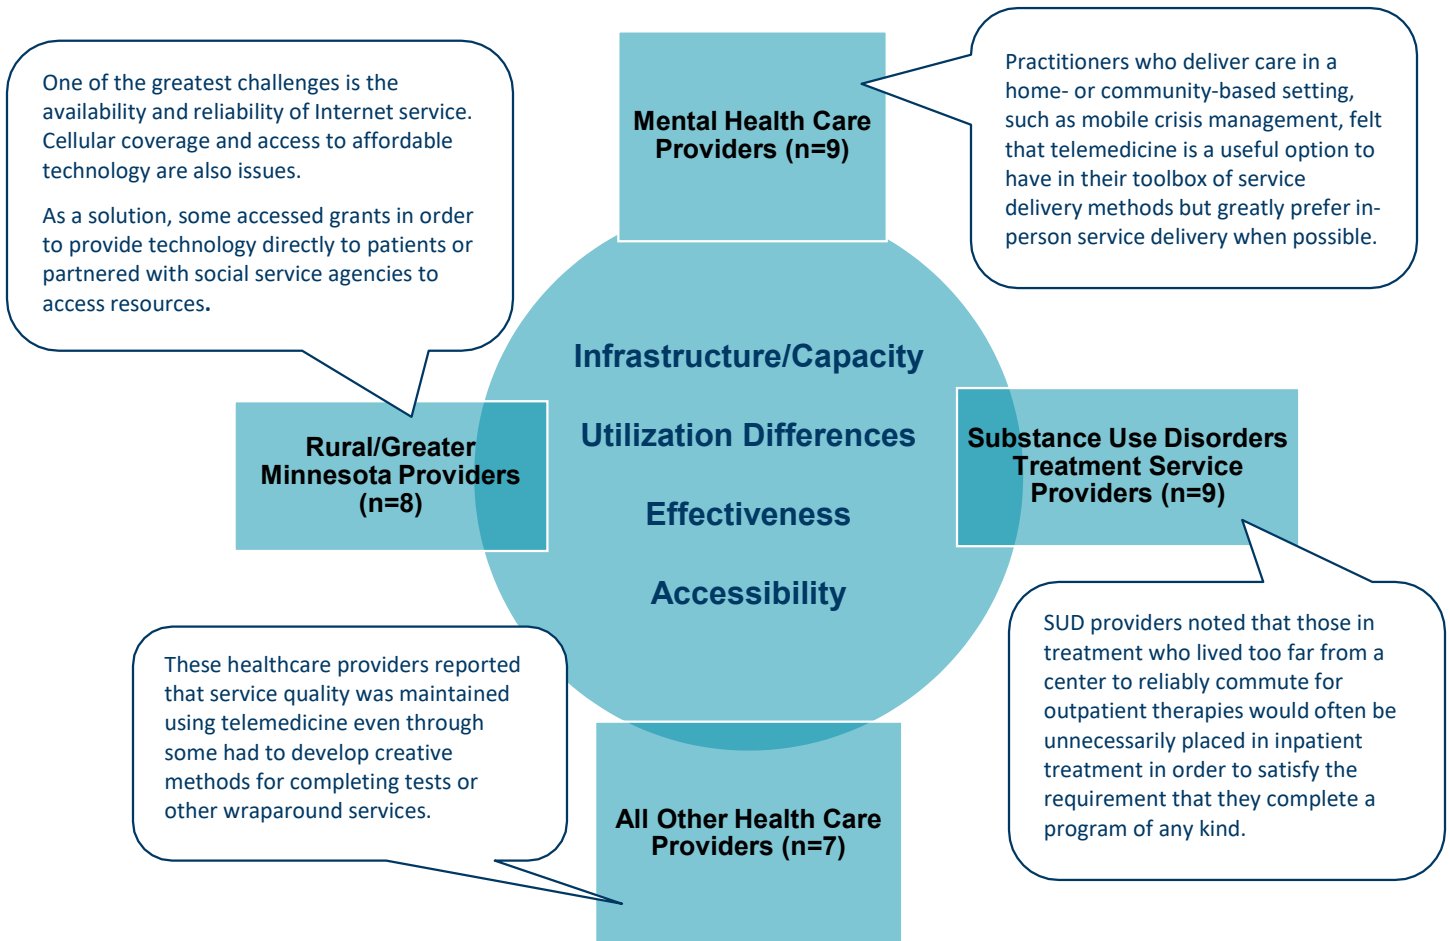 One of the greatest challenges is the
availability and reliability of Internet service.
Cellular coverage and access to affordable
technology are also issues.
As a solution, some accessed grants in order
to provide technology directly to patients or
partnered with social service agencies to
access resources.
Mental Health Care
Providers (n=9)
Practitioners who deliver care in a
home- or community-based setting,
such as mobile crisis management, felt
that telemedicine is a useful option to
have in their toolbox of service
delivery methods but greatly prefer in-
person service delivery when possible.
Infrastructure/Capacity
Utilization Differences
Effectiveness
Accessibility
Rural/Greater
Minnesota Providers
(n=8)
Substance Use Disorders
Treatment Service
Providers (n=9)
These healthcare providers reported
that service quality was maintained
using telemedicine even through
some had to develop creative
methods for completing tests or
other wraparound services.
All Other Health Care
Providers (n=7)
SUD providers noted that those in
treatment who lived too far from a
center to reliably commute for
outpatient therapies would often be
unnecessarily placed in inpatient
treatment in order to satisfy the
requirement that they complete a
program of any kind.